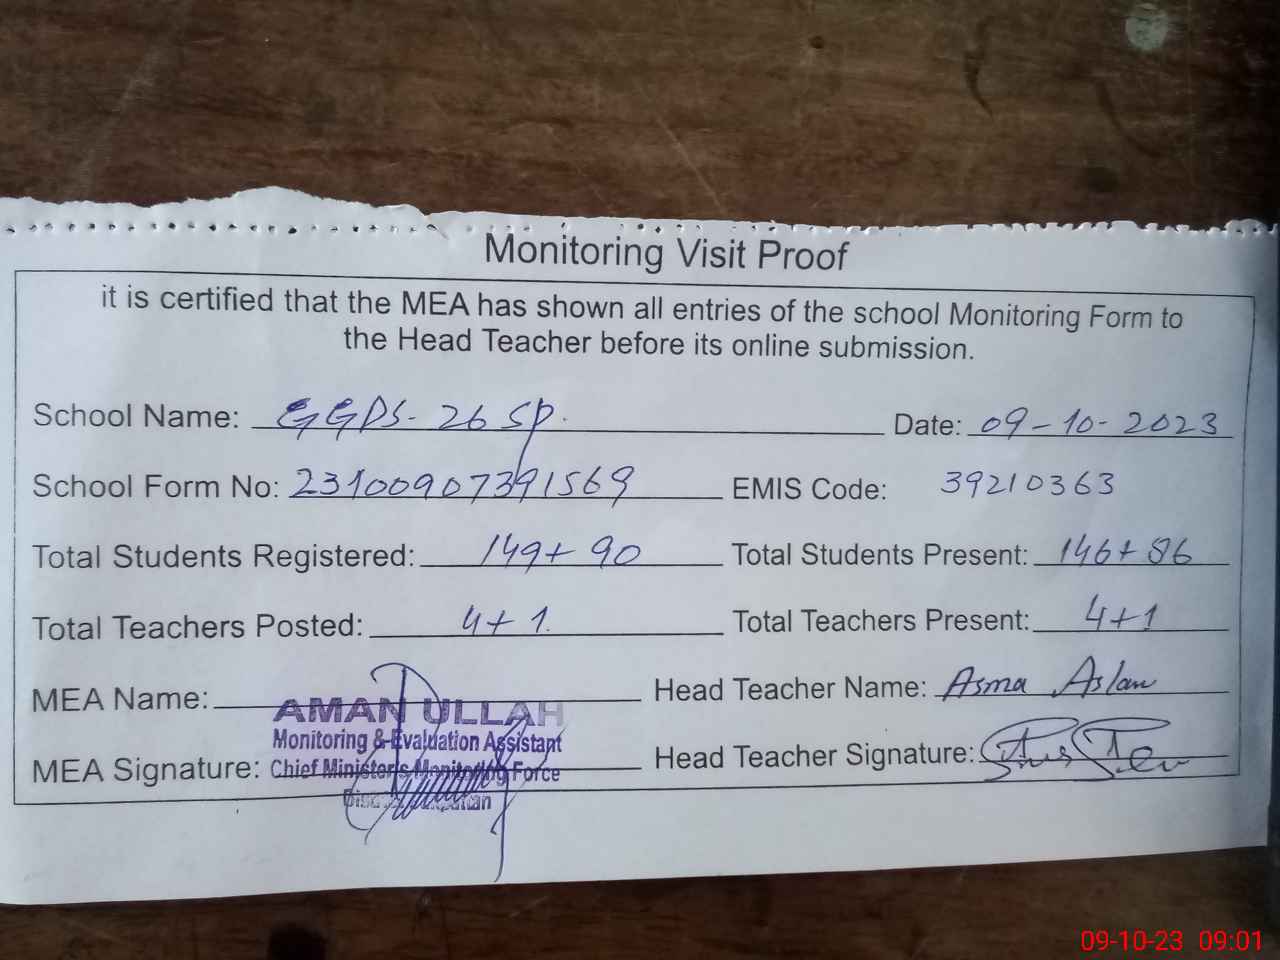 Monitoring Visit Proof
it is certified that the MEA has shown all entries of the school Monitoring Form to
the Head Teacher before its online submission.
School Name: GGPS-26 SP. Date: 09-10-2023
School Form No: 23100907391569 EMIS Code: 39210363
Total Students Registered: 149+ 90 Total Students Present: 146+ 86
Total Teachers Posted: 4+ 1 Total Teachers Present: 4+1
MEA Name: Head Teacher Name: Asma Aslam
AMAN ULLAH
Monitoring & Evaluation Assistant
MEA Signature: Chief Minister's Monitoring Force Head Teacher Signature:
09-10-23 09:01